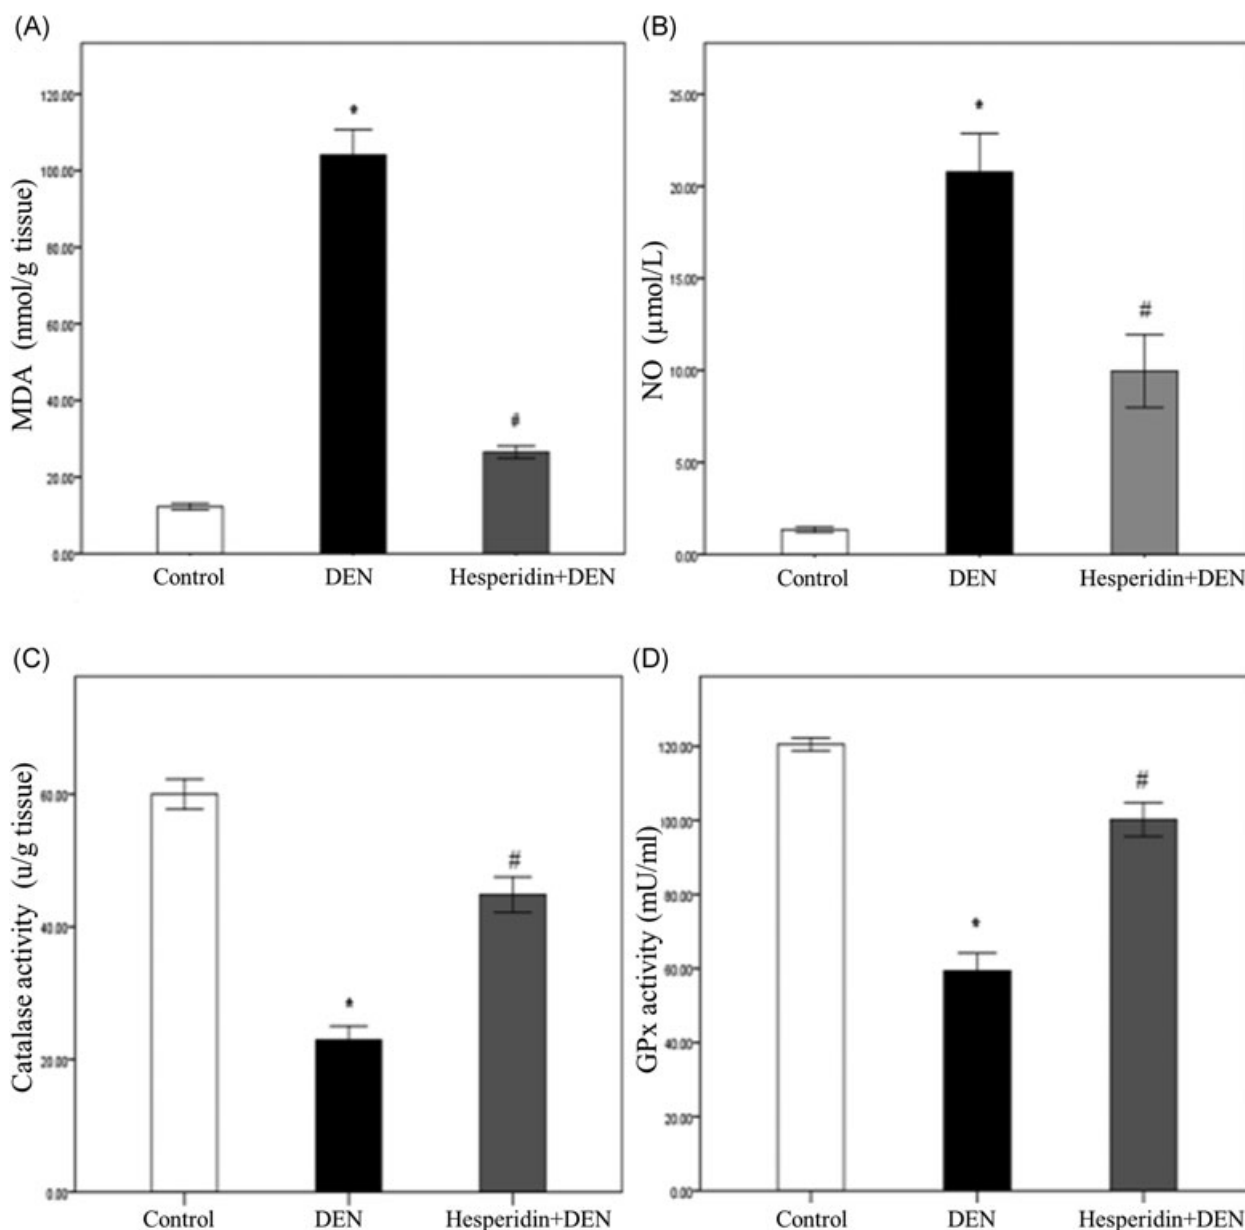 (A)
MDA (nmol/g tissue)
120.00
100.00
80.00
60.00
40.00
20.00
0.00
*
#
Control
DEN
Hesperidin+DEN
(B)
NO (µmol/L)
25.00
20.00
15.00
10.00
5.00
0.00
*
#
Control
DEN
Hesperidin+DEN
(C)
Catalase activity (u/g tissue)
60.00
40.00
20.00
0.00
*
#
Control
DEN
Hesperidin+DEN
(D)
GPx activity (mU/ml)
120.00
100.00
80.00
60.00
40.00
20.00
0.00
*
#
Control
DEN
Hesperidin+DEN